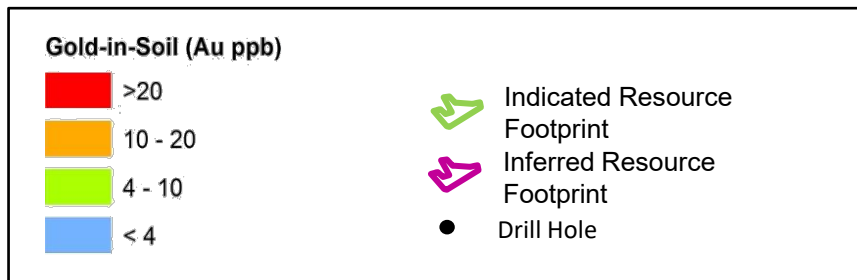 Gold-in-Soil (Au ppb)
>20
10 - 20
4 - 10
< 4
Indicated Resource
Footprint
Inferred Resource
Footprint
Drill Hole